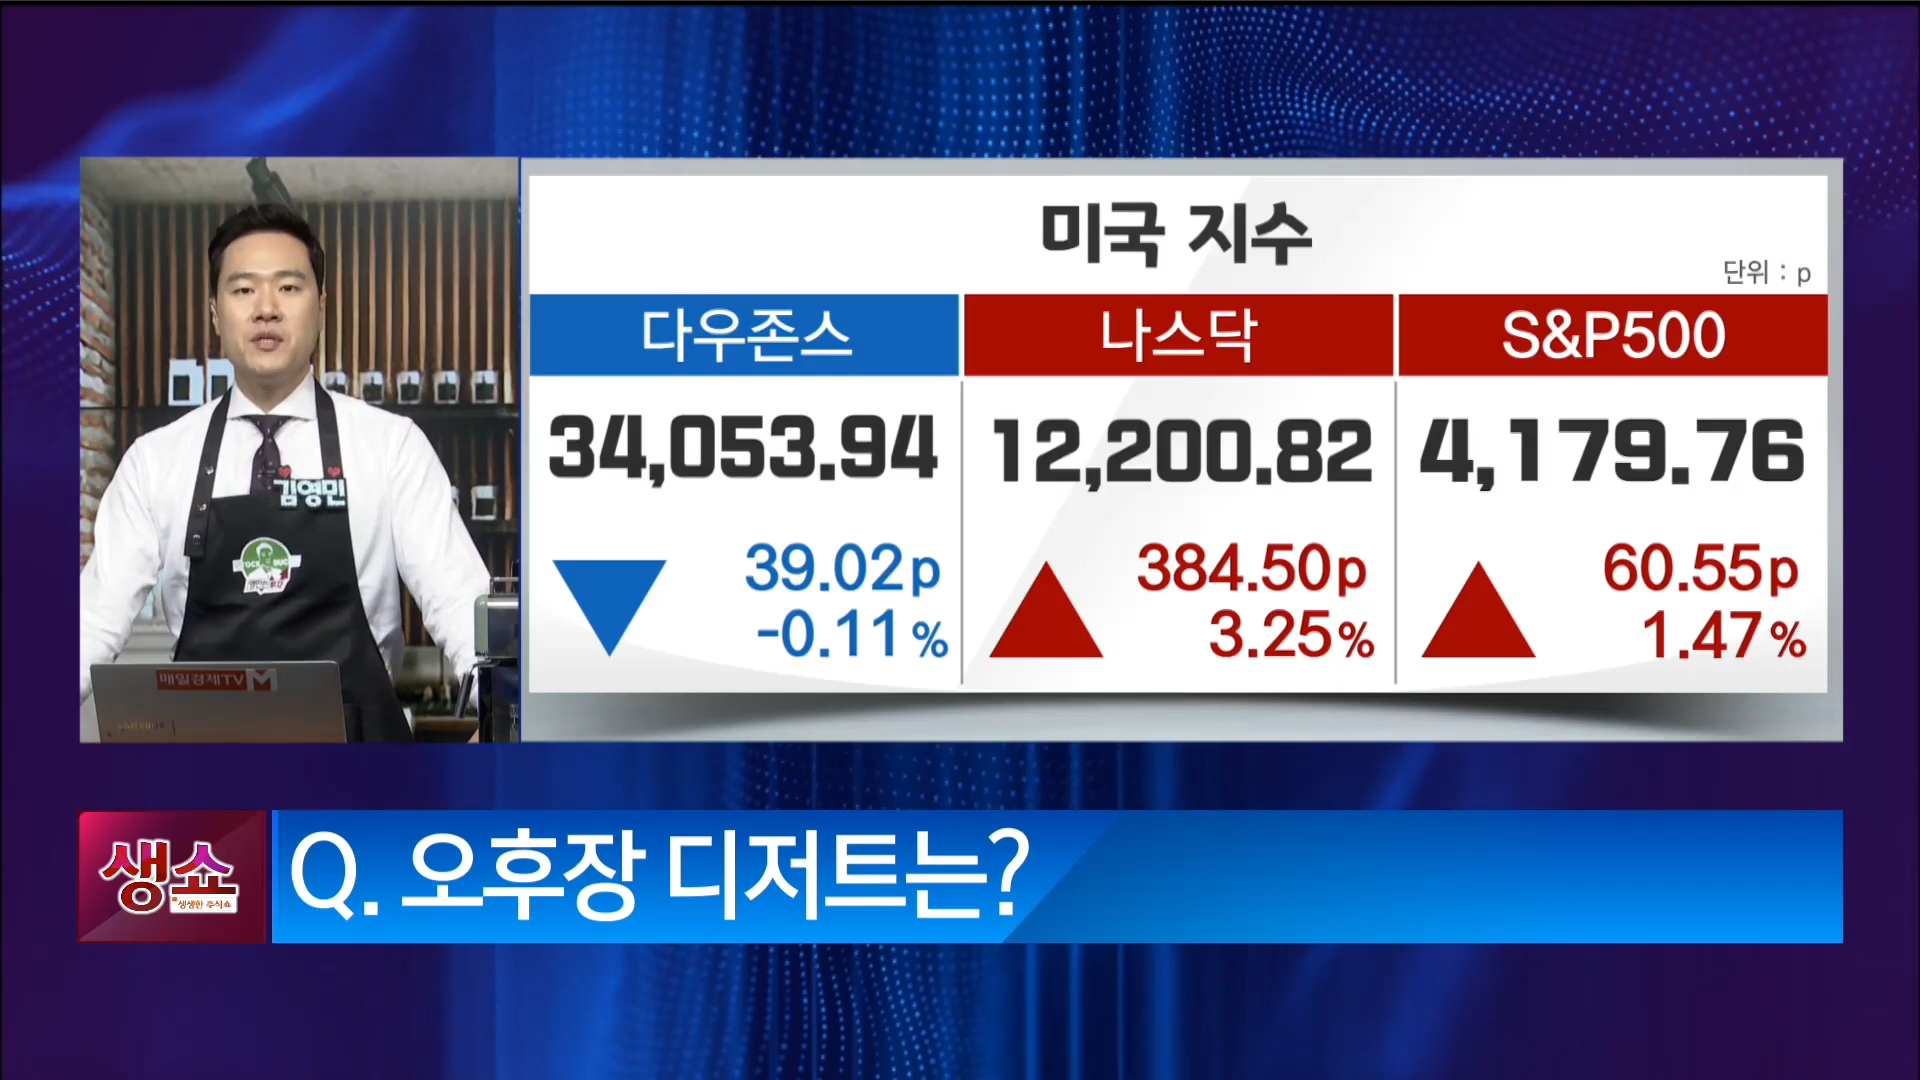 미국 지수
단위 : p
다우존스 나스닥 S&P500
34,053.94 12,200.82 4,179.76
39.02p 384.50p 60.55p
-0.11% 3.25% 1.47%
김영민
매일경제TV M
생쇼
생생한 주식쇼
Q. 오후장 디저트는?